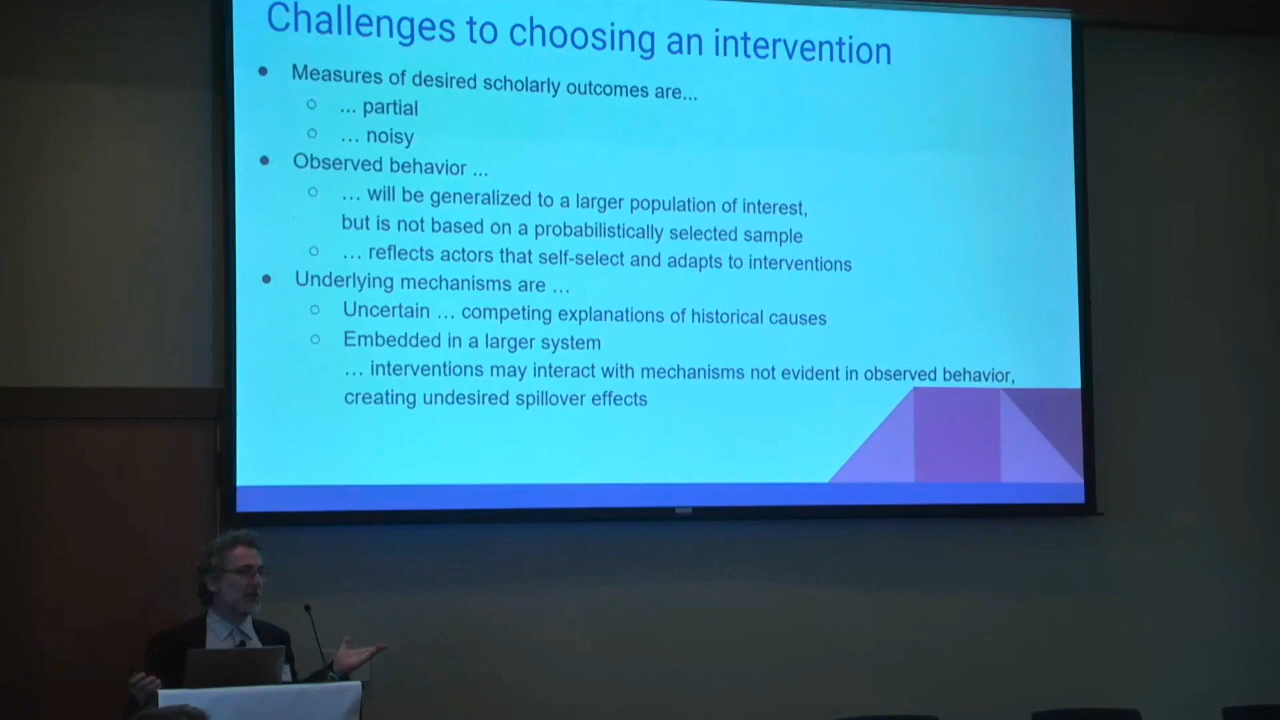 Challenges to choosing an intervention
● Measures of desired scholarly outcomes are...
○ ... partial
○ ... noisy
● Observed behavior ...
○ ... will be generalized to a larger population of interest,
but is not based on a probabilistically selected sample
○ ... reflects actors that self-select and adapts to interventions
● Underlying mechanisms are ...
○ Uncertain ... competing explanations of historical causes
○ Embedded in a larger system
... interventions may interact with mechanisms not evident in observed behavior,
creating undesired spillover effects